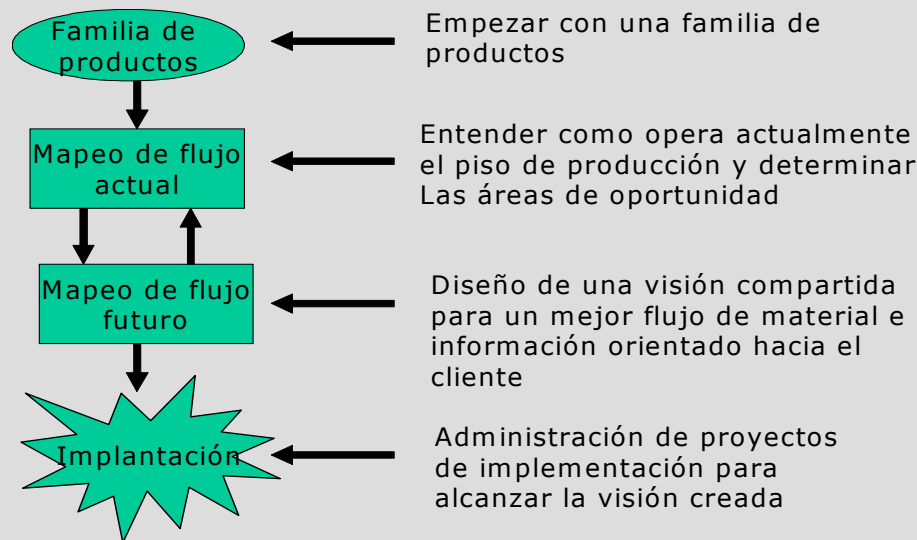 Familia de
productos
Empezar con una familia de
productos
Mapeo de flujo
actual
Entender como opera actualmente
el piso de producción y determinar
Las áreas de oportunidad
Mapeo de flujo
futuro
Diseño de una visión compartida
para un mejor flujo de material e
información orientado hacia el
cliente
Implantación
Administración de proyectos
de implementación para
alcanzar la visión creada